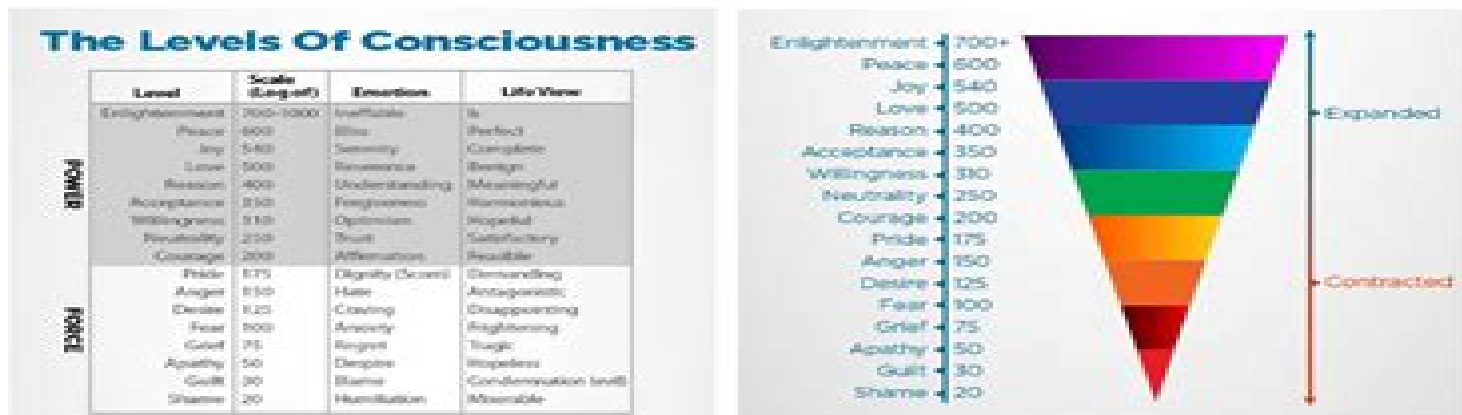 The Levels Of Consciousness
Level Scale (Log of) Emotion Life View
POWER
Enlightenment 700-1000 Ineffable Is
Peace 600 Bliss Perfect
Joy 540 Serenity Complete
Love 500 Reverence Benign
Reason 400 Understanding Meaningful
Acceptance 350 Forgiveness Harmonious
Willingness 310 Optimism Hopeful
Neutrality 250 Trust Satisfactory
Courage 200 Affirmation Feasible
FORCE
Pride 175 Dignity (Scorn) Demanding
Anger 150 Hate Antagonistic
Desire 125 Craving Disappointing
Fear 100 Anxiety Frightening
Grief 75 Regret Tragic
Apathy 50 Hopeless
Guilt 30 Blame Condemnation (evil)
Shame 20 Humiliation Miserable
Enlightenment 700+
Peace 600
Joy 540
Love 500
Reason 400
Acceptance 350
Willingness 310
Neutrality 250
Courage 200
Pride 175
Anger 150
Desire 125
Fear 100
Grief 75
Apathy 50
Guilt 30
Shame 20
Expanded
Contracted